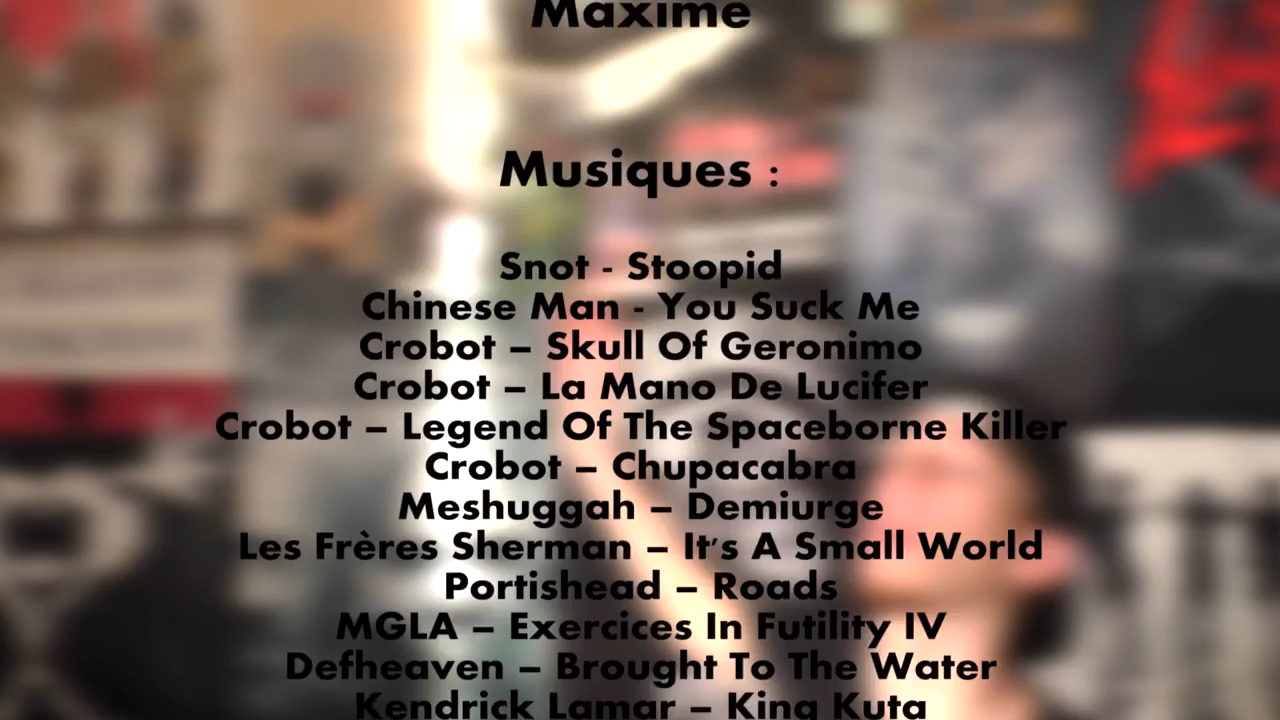 Maxime
Musiques :
Snot - Stoopid
Chinese Man - You Suck Me
Crobot – Skull Of Geronimo
Crobot – La Mano De Lucifer
Crobot – Legend Of The Spaceborne Killer
Crobot – Chupacabra
Meshuggah – Demiurge
Les Frères Sherman – It's A Small World
Portishead – Roads
MGLA – Exercices In Futility IV
Defheaven – Brought To The Water
Kendrick Lamar – King Kuta